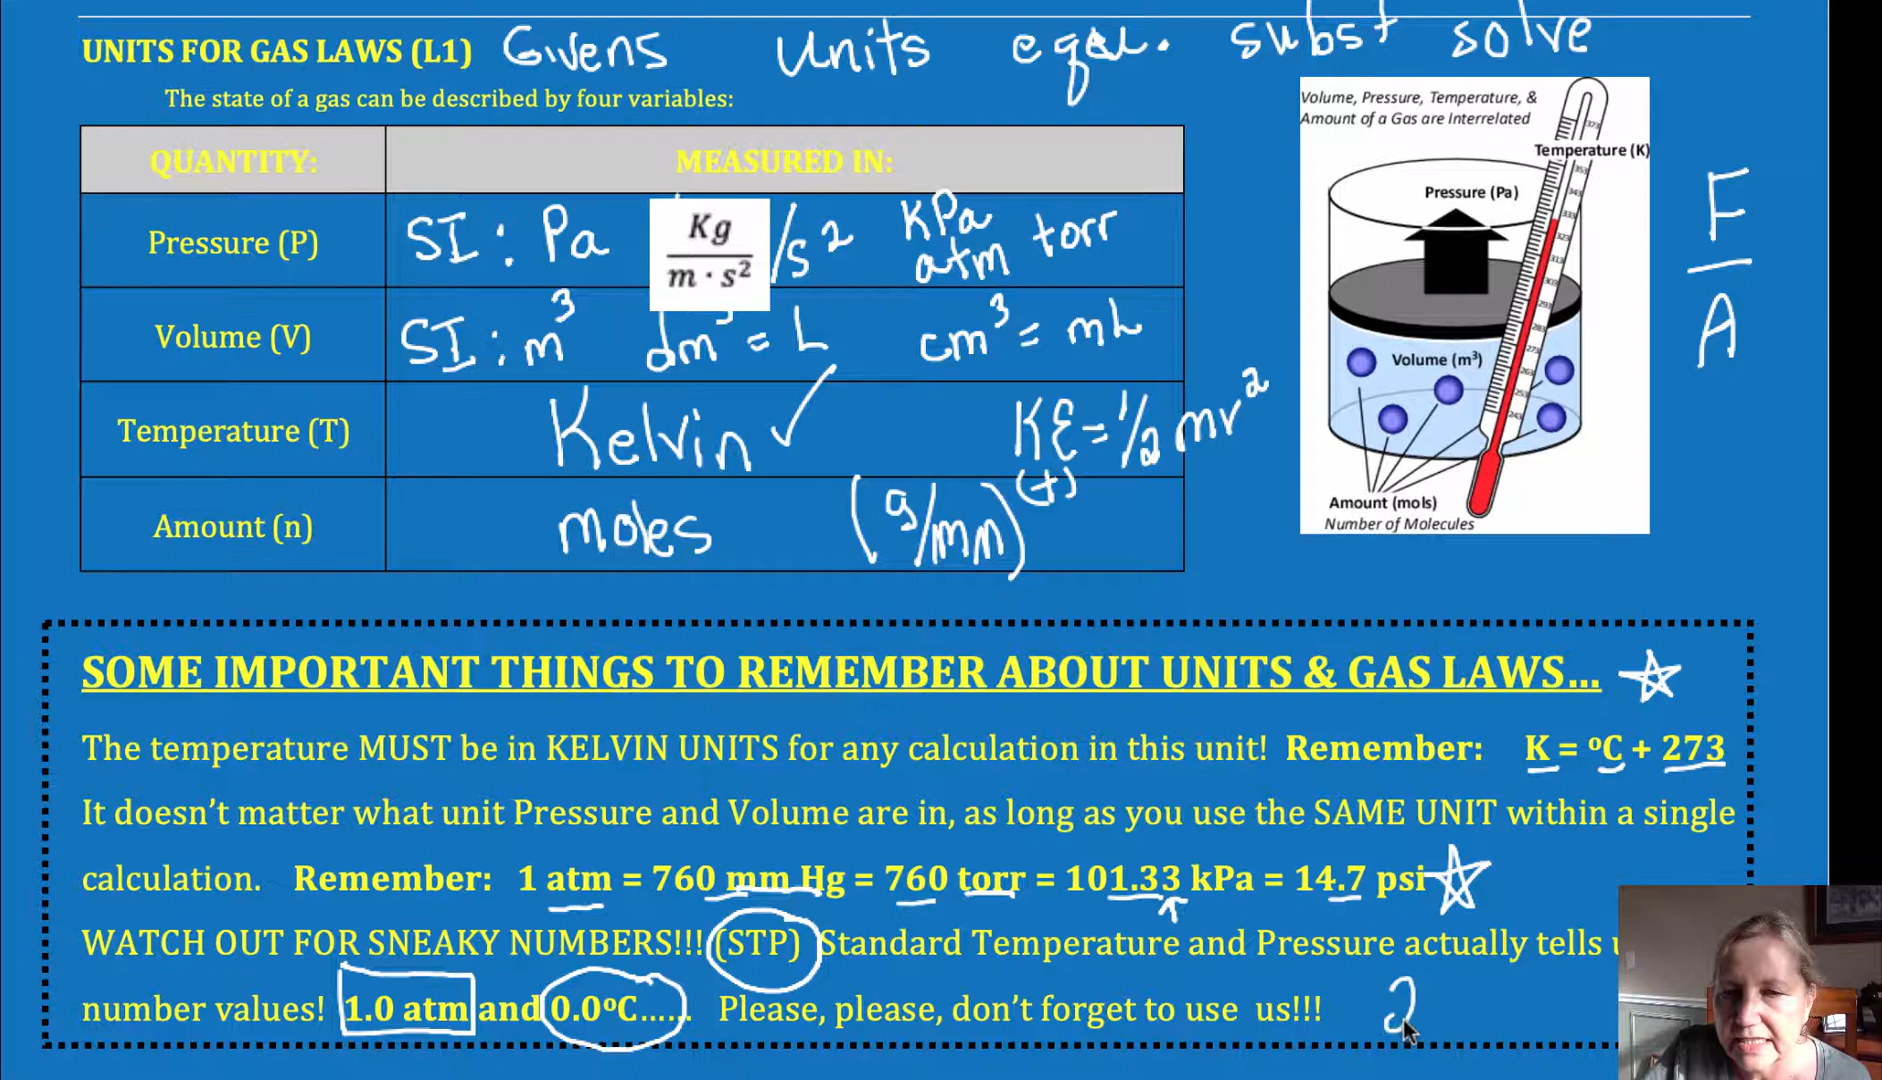 UNITS FOR GAS LAWS (L1) Givens Units equ. subst solve
The state of a gas can be described by four variables:
QUANTITY: MEASURED IN:
Pressure (P) SI: Pa Kg / m · s² /s² KPa atm torr
Volume (V) SI: m³ dm³ = L cm³ = mL
Temperature (T) Kelvin ✓ KE = ½ mv²
Amount (n) moles (g/mm) (+)
Volume, Pressure, Temperature, &
Amount of a Gas are Interrelated
Temperature (K)
Pressure (Pa)
Volume (m³)
Amount (mols)
Number of Molecules
F
A
SOME IMPORTANT THINGS TO REMEMBER ABOUT UNITS & GAS LAWS...
The temperature MUST be in KELVIN UNITS for any calculation in this unit! Remember: K = ºC + 273
It doesn’t matter what unit Pressure and Volume are in, as long as you use the SAME UNIT within a single
calculation. Remember: 1 atm = 760 mm Hg = 760 torr = 101.33 kPa = 14.7 psi
WATCH OUT FOR SNEAKY NUMBERS!!! (STP) Standard Temperature and Pressure actually tells
number values! 1.0 atm and 0.0ºC...... Please, please, don’t forget to use us!!! 2